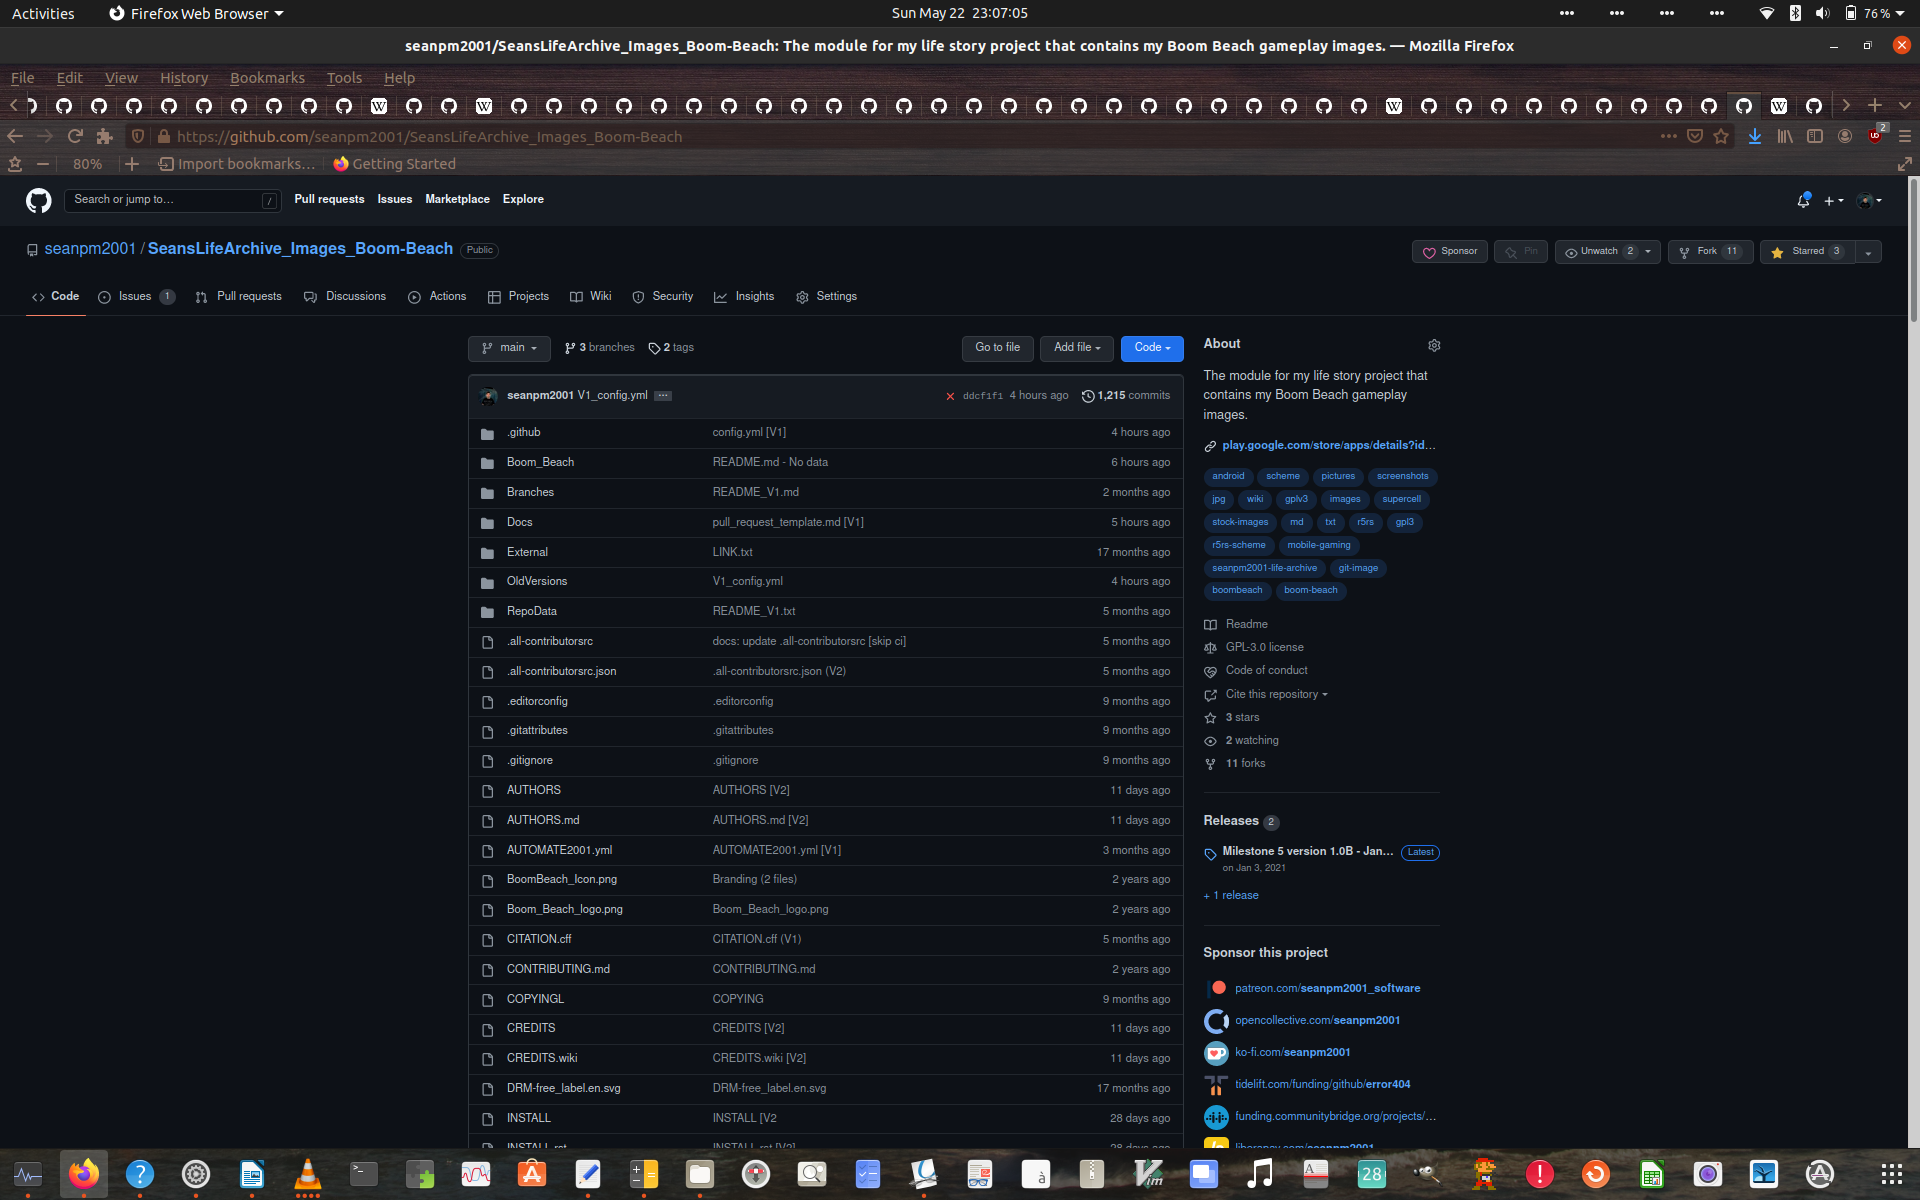 Activities Firefox Web Browser Sun May 22 23:07:05 76 %
seanpm2001/SeansLifeArchive_Images_Boom-Beach: The module for my life story project that contains my Boom Beach gameplay images. — Mozilla Firefox
File Edit View History Bookmarks Tools Help
https://github.com/seanpm2001/SeansLifeArchive_Images_Boom-Beach 2
80% Import bookmarks... Getting Started
Search or jump to... / Pull requests Issues Marketplace Explore
seanpm2001 / SeansLifeArchive_Images_Boom-Beach Public Sponsor Pin Unwatch 2 Fork 11 Starred 3
Code Issues 1 Pull requests Discussions Actions Projects Wiki Security Insights Settings
main 3 branches 2 tags Go to file Add file Code
seanpm2001 V1_config.yml ... ddcf1f1 4 hours ago 1,215 commits
.github config.yml [V1] 4 hours ago
Boom_Beach README.md - No data 6 hours ago
Branches README_V1.md 2 months ago
Docs pull_request_template.md [V1] 5 hours ago
External LINK.txt 17 months ago
OldVersions V1_config.yml 4 hours ago
RepoData README_V1.txt 5 months ago
.all-contributorsrc docs: update .all-contributorsrc [skip ci] 5 months ago
.all-contributorsrc.json .all-contributorsrc.json (V2) 5 months ago
.editorconfig .editorconfig 9 months ago
.gitattributes .gitattributes 9 months ago
.gitignore .gitignore 9 months ago
AUTHORS AUTHORS [V2] 11 days ago
AUTHORS.md AUTHORS.md [V2] 11 days ago
AUTOMATE2001.yml AUTOMATE2001.yml [V1] 3 months ago
BoomBeach_Icon.png Branding (2 files) 2 years ago
Boom_Beach_logo.png Boom_Beach_logo.png 2 years ago
CITATION.cff CITATION.cff (V1) 5 months ago
CONTRIBUTING.md CONTRIBUTING.md 2 years ago
COPYINGL COPYING 9 months ago
CREDITS CREDITS [V2] 11 days ago
CREDITS.wiki CREDITS.wiki [V2] 11 days ago
DRM-free_label.en.svg DRM-free_label.en.svg 17 months ago
INSTALL INSTALL [V2 28 days ago
INSTALL.rst INSTALL.rst [V2] 28 days ago
About
The module for my life story project that
contains my Boom Beach gameplay
images.
play.google.com/store/apps/details?id...
android scheme pictures screenshots
jpg wiki gplv3 images supercell
stock-images md txt r5rs gpl3
r5rs-scheme mobile-gaming
seanpm2001-life-archive git-image
boombeach boom-beach
Readme
GPL-3.0 license
Code of conduct
Cite this repository
3 stars
2 watching
11 forks
Releases 2
Milestone 5 version 1.0B - Jan... Latest
on Jan 3, 2021
+ 1 release
Sponsor this project
patreon.com/seanpm2001_software
opencollective.com/seanpm2001
ko-fi.com/seanpm2001
tidelift.com/funding/github/error404
funding.communitybridge.org/projects/...
liberapay.com/seanpm2001
28